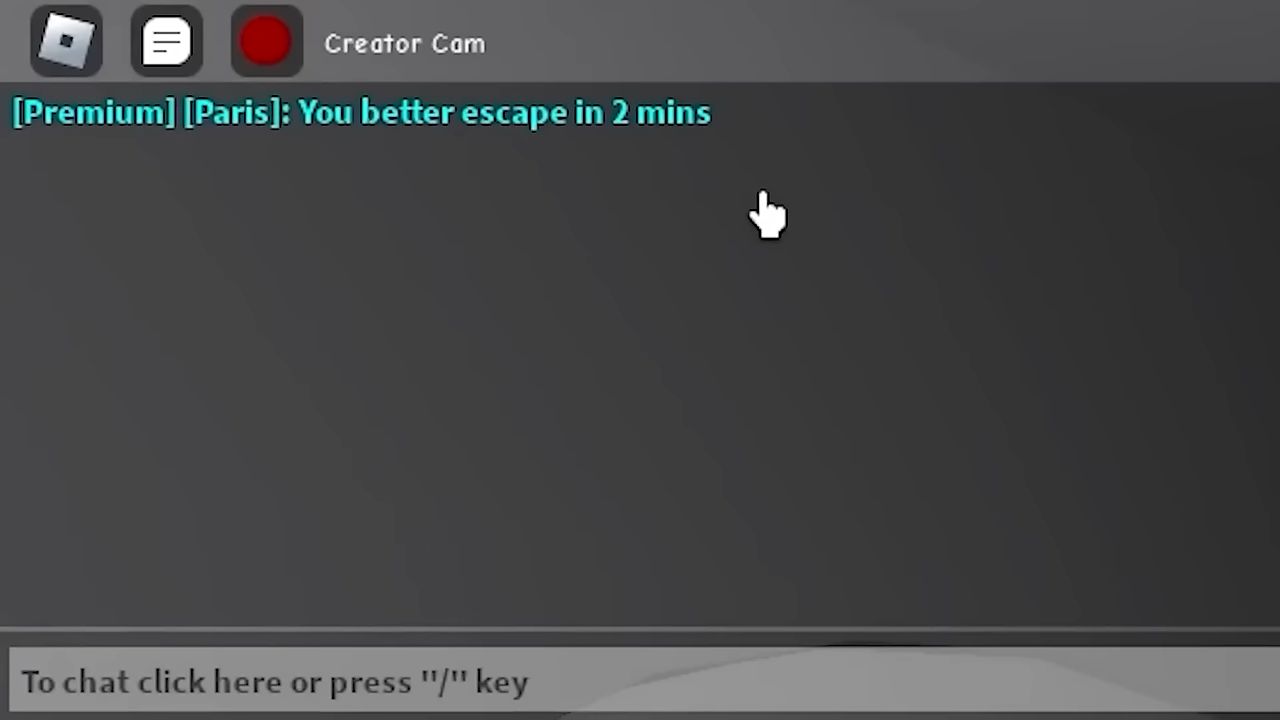 Creator Cam
[Premium] [Paris]: You better escape in 2 mins
To chat click here or press "/" key